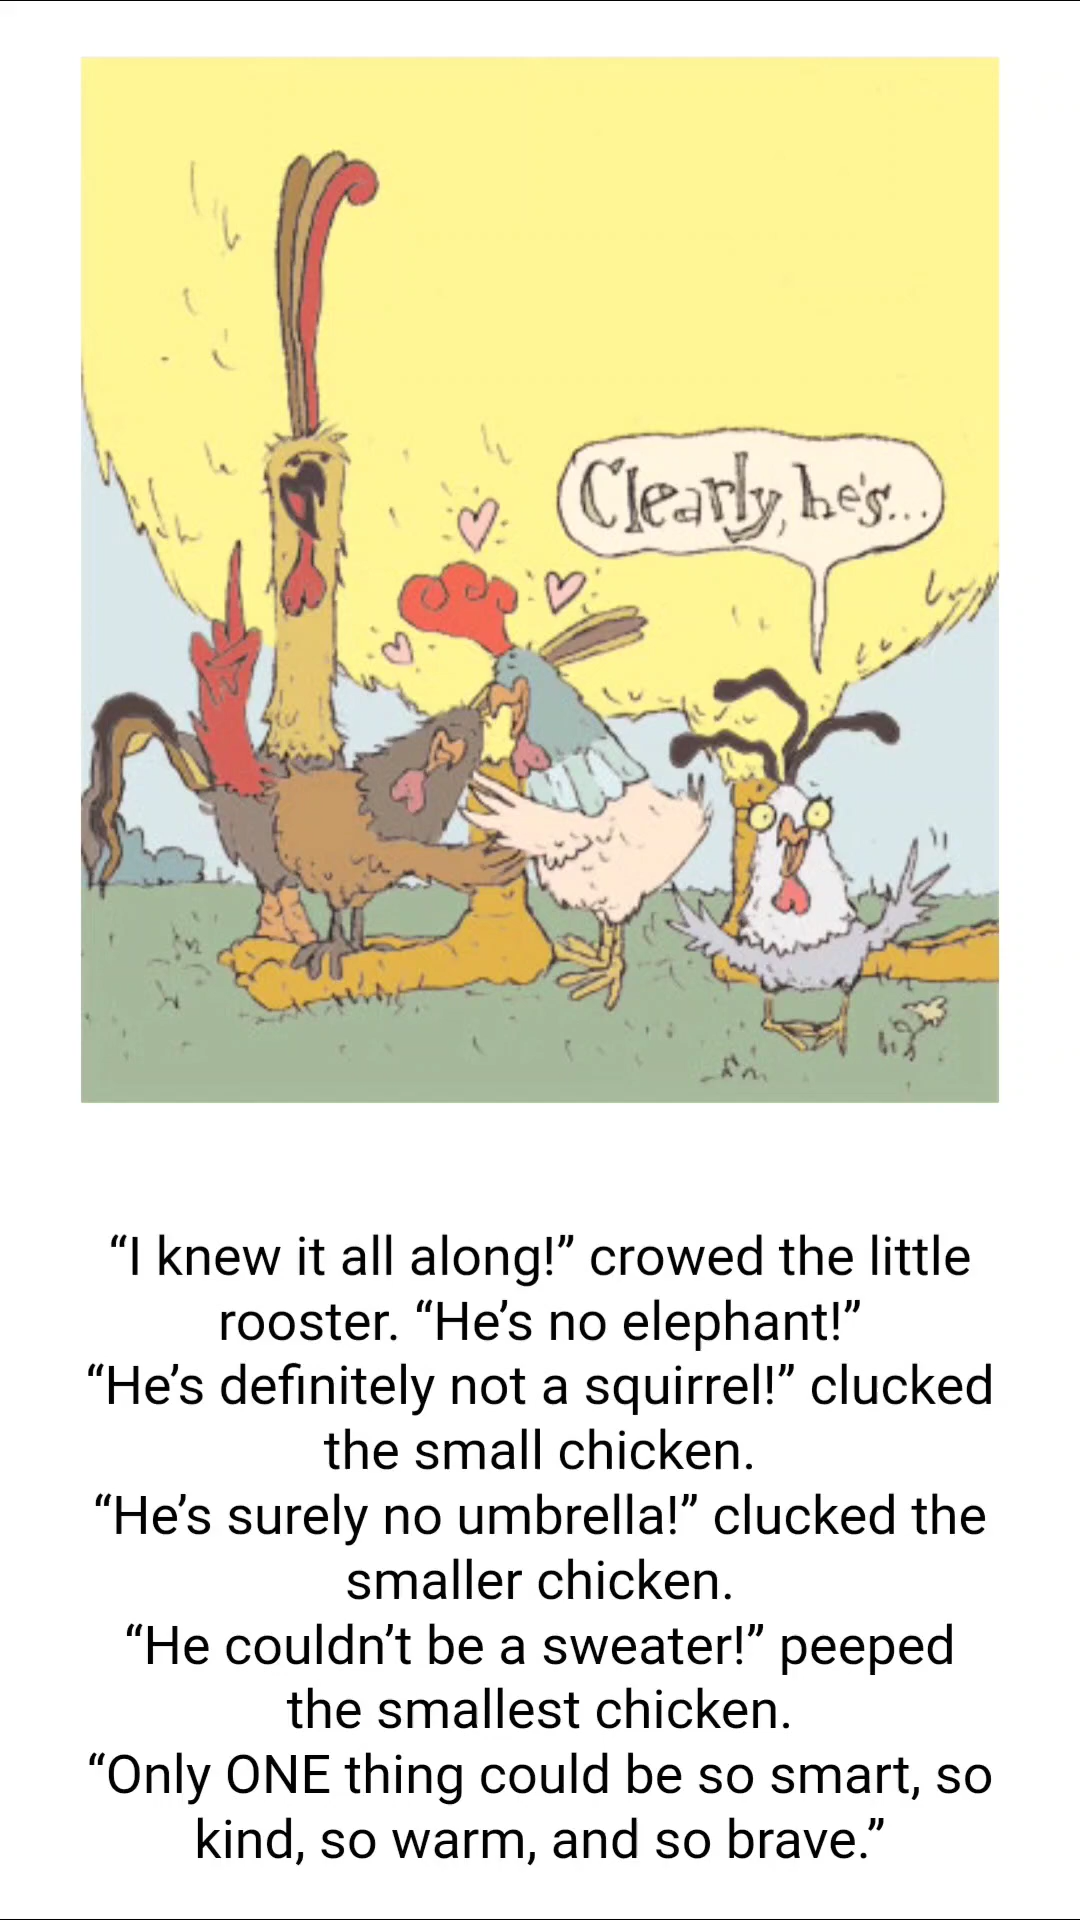 Clearly, he's...
“I knew it all along!” crowed the little
rooster. “He’s no elephant!”
“He’s definitely not a squirrel!” clucked
the small chicken.
“He’s surely no umbrella!” clucked the
smaller chicken.
“He couldn’t be a sweater!” peeped
the smallest chicken.
“Only ONE thing could be so smart, so
kind, so warm, and so brave.”